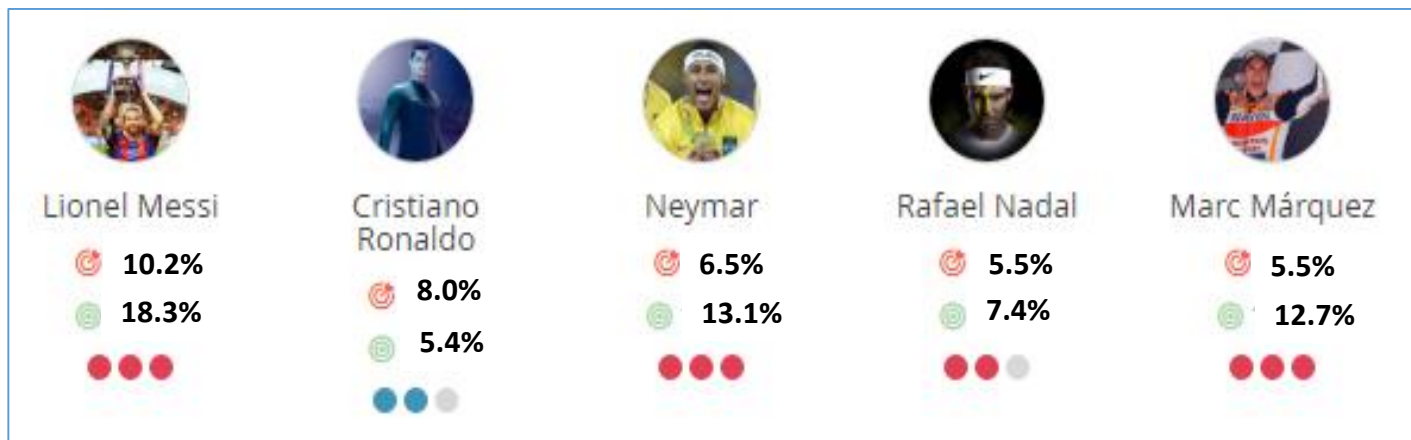 Lionel Messi
10.2%
18.3%
Cristiano
Ronaldo
8.0%
5.4%
Neymar
6.5%
13.1%
Rafael Nadal
5.5%
7.4%
Marc Márquez
5.5%
12.7%